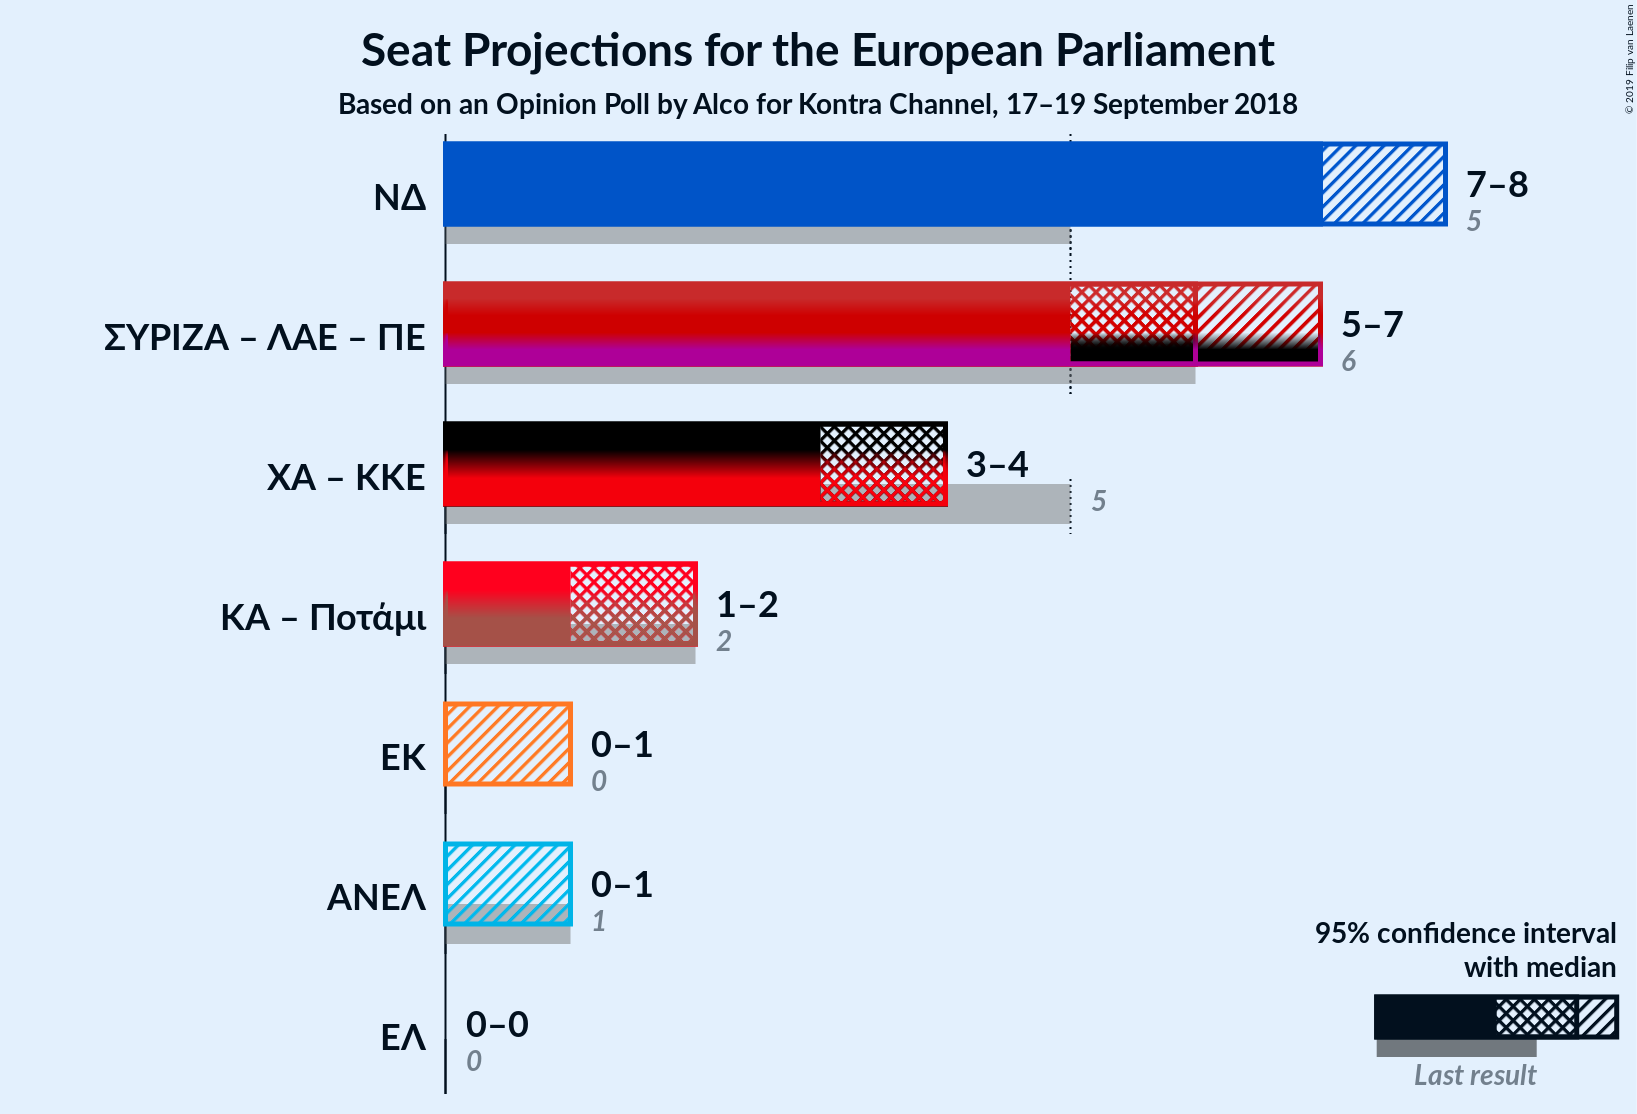 Seat Projections for the European Parliament
Based on an Opinion Poll by Alco for Kontra Channel, 17–19 September 2018
© 2019 Filip van Laenen
ΝΔ
7–8
5
ΣΥΡΙΖΑ – ΛΑΕ – ΠΕ
5–7
6
ΧΑ – ΚΚΕ
3–4
5
ΚΑ – Ποτάμι
1–2
2
ΕΚ
0–1
0
ΑΝΕΛ
0–1
1
ΕΛ
0–0
0
95% confidence interval
with median
Last result